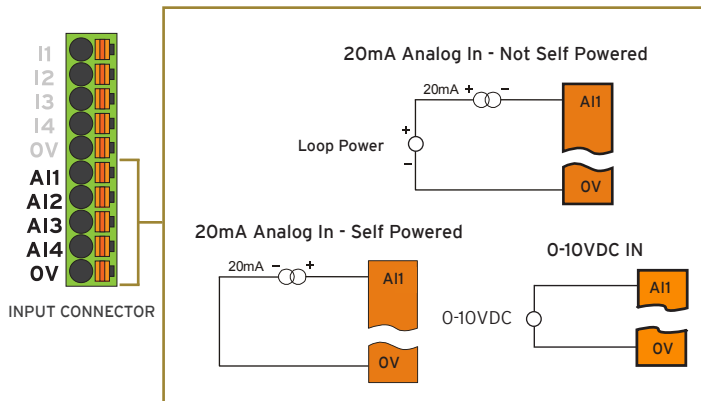 I1
I2
I3
I4
0V
AI1
AI2
AI3
AI4
0V
INPUT CONNECTOR
20mA Analog In - Not Self Powered
20mA + -
AI1
+
Loop Power
-
0V
20mA Analog In - Self Powered
20mA - +
AI1
0V
0-10VDC IN
AI1
0-10VDC
0V